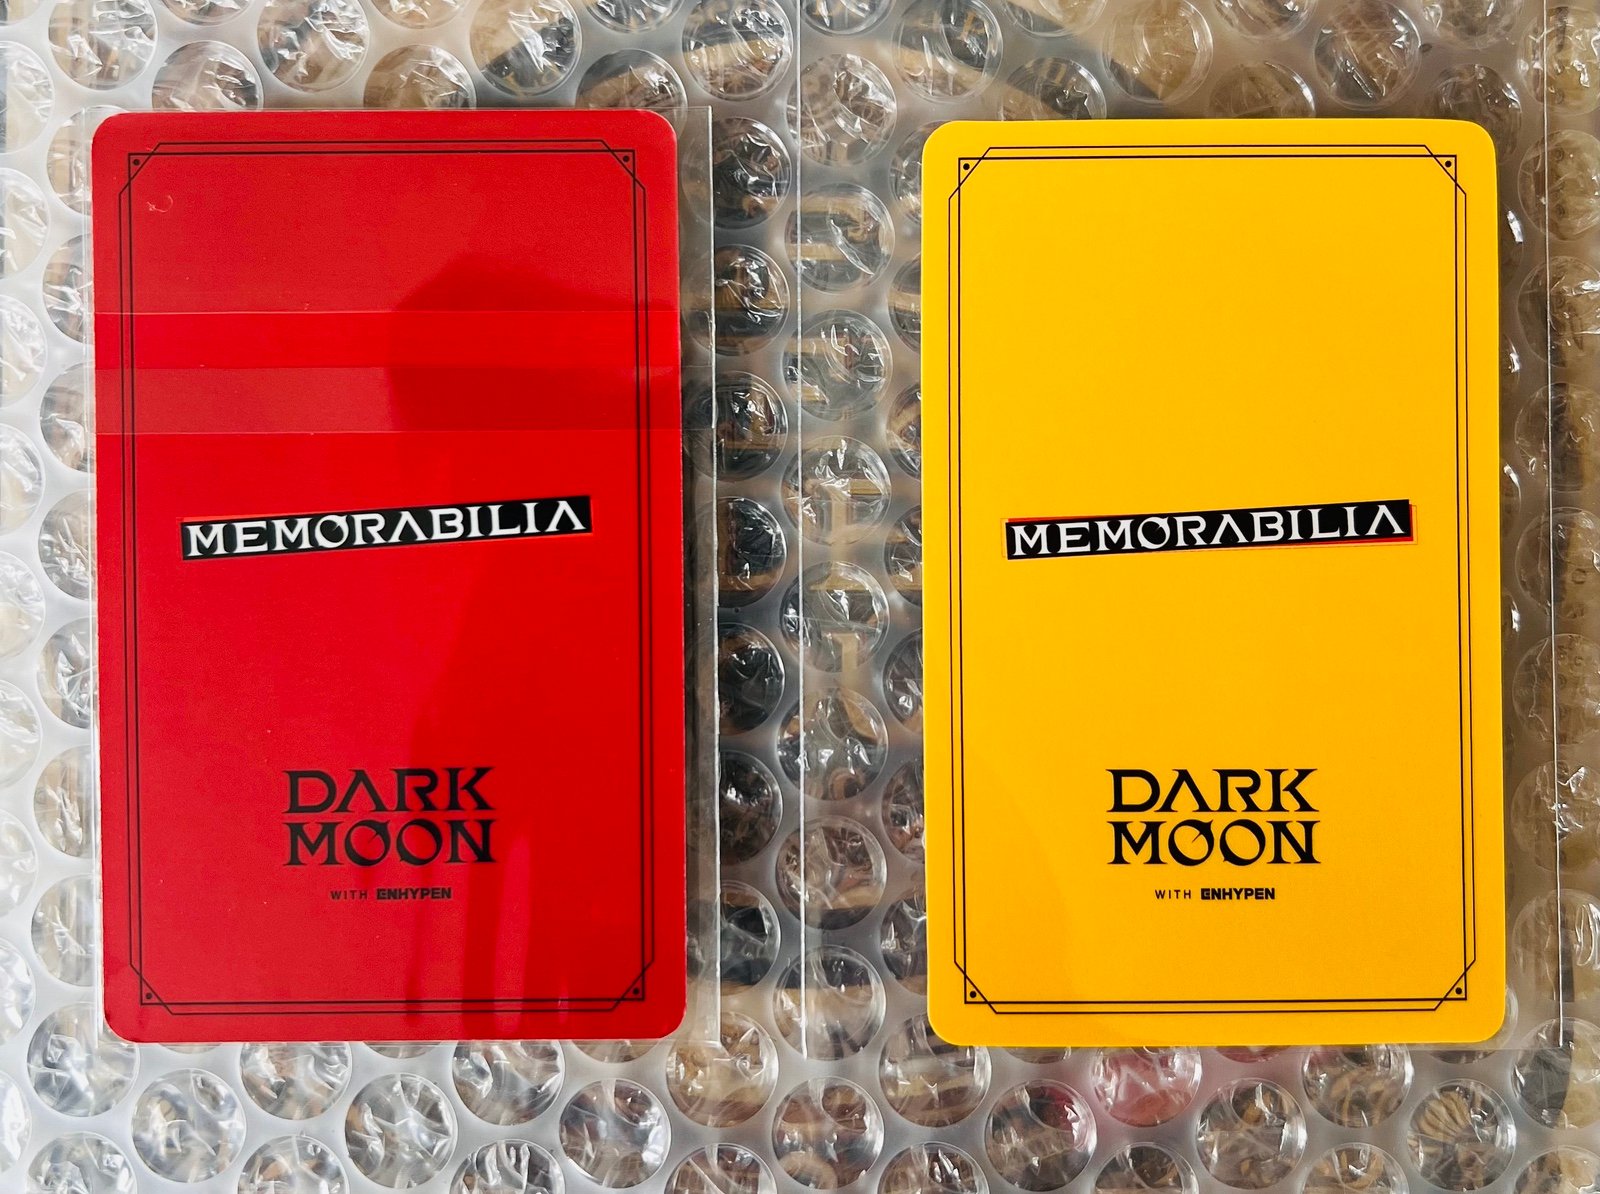 MEMORABILIA
DARK
MOON
WITH ENHYPEN
MEMORABILIA
DARK
MOON
WITH ENHYPEN